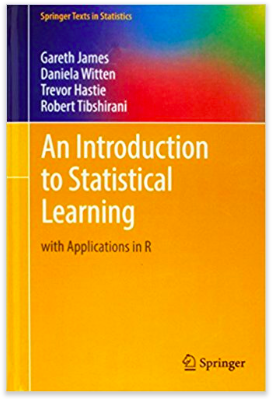 Springer Texts in Statistics
Gareth James
Daniela Witten
Trevor Hastie
Robert Tibshirani
An Introduction
to Statistical
Learning
with Applications in R
Springer